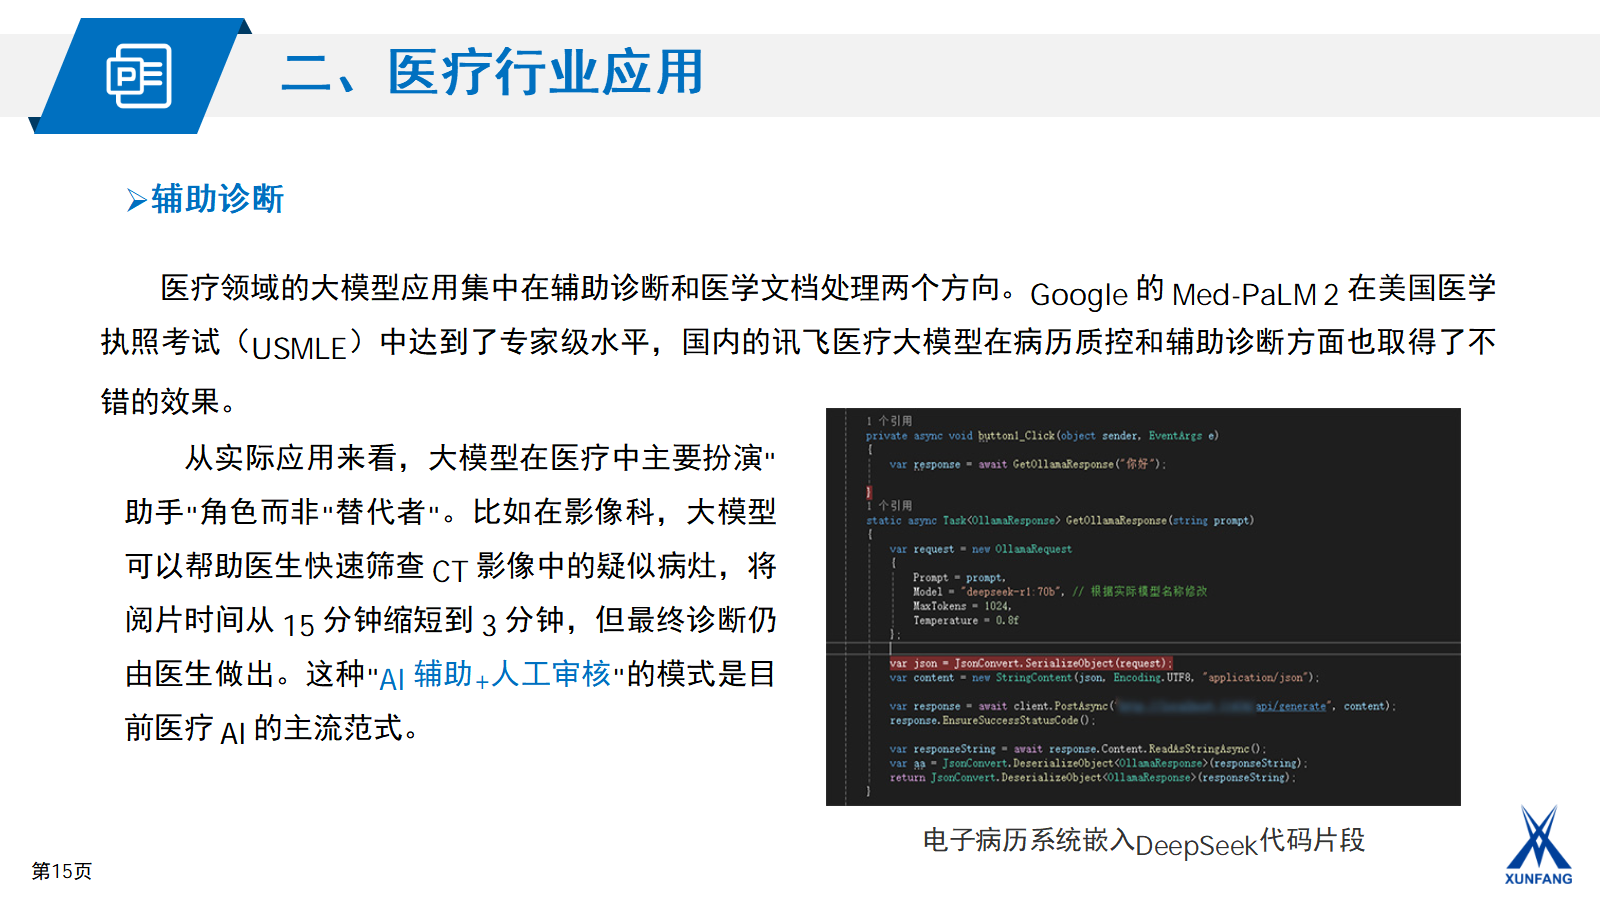 二、医疗行业应用
辅助诊断
医疗领域的大模型应用集中在辅助诊断和医学文档处理两个方向。Google 的 Med-PaLM 2 在美国医学
执照考试（USMLE）中达到了专家级水平，国内的讯飞医疗大模型在病历质控和辅助诊断方面也取得了不
错的效果。
从实际应用来看，大模型在医疗中主要扮演"
助手"角色而非"替代者"。比如在影像科，大模型
可以帮助医生快速筛查 CT 影像中的疑似病灶，将
阅片时间从 15 分钟缩短到 3 分钟，但最终诊断仍
由医生做出。这种"AI 辅助+人工审核"的模式是目
前医疗 AI 的主流范式。
1 个引用
private async void button1_Click(object sender, EventArgs e)
{
var response = await GetOllamaResponse("你好");
}
1 个引用
static async Task<OllamaResponse> GetOllamaResponse(string prompt)
{
var request = new OllamaRequest
{
Prompt = prompt,
Model = "deepseek-r1:70b", // 根据实际模型名称修改
MaxTokens = 1024,
Temperature = 0.8f
};
var json = JsonConvert.SerializeObject(request);
var content = new StringContent(json, Encoding.UTF8, "application/json");
var response = await client.PostAsync(" api/generate", content);
response.EnsureSuccessStatusCode();
var responseString = await response.Content.ReadAsStringAsync();
var aa = JsonConvert.DeserializeObject<OllamaResponse>(responseString);
return JsonConvert.DeserializeObject<OllamaResponse>(responseString);
}
电子病历系统嵌入DeepSeek代码片段
第15页
XUNFANG